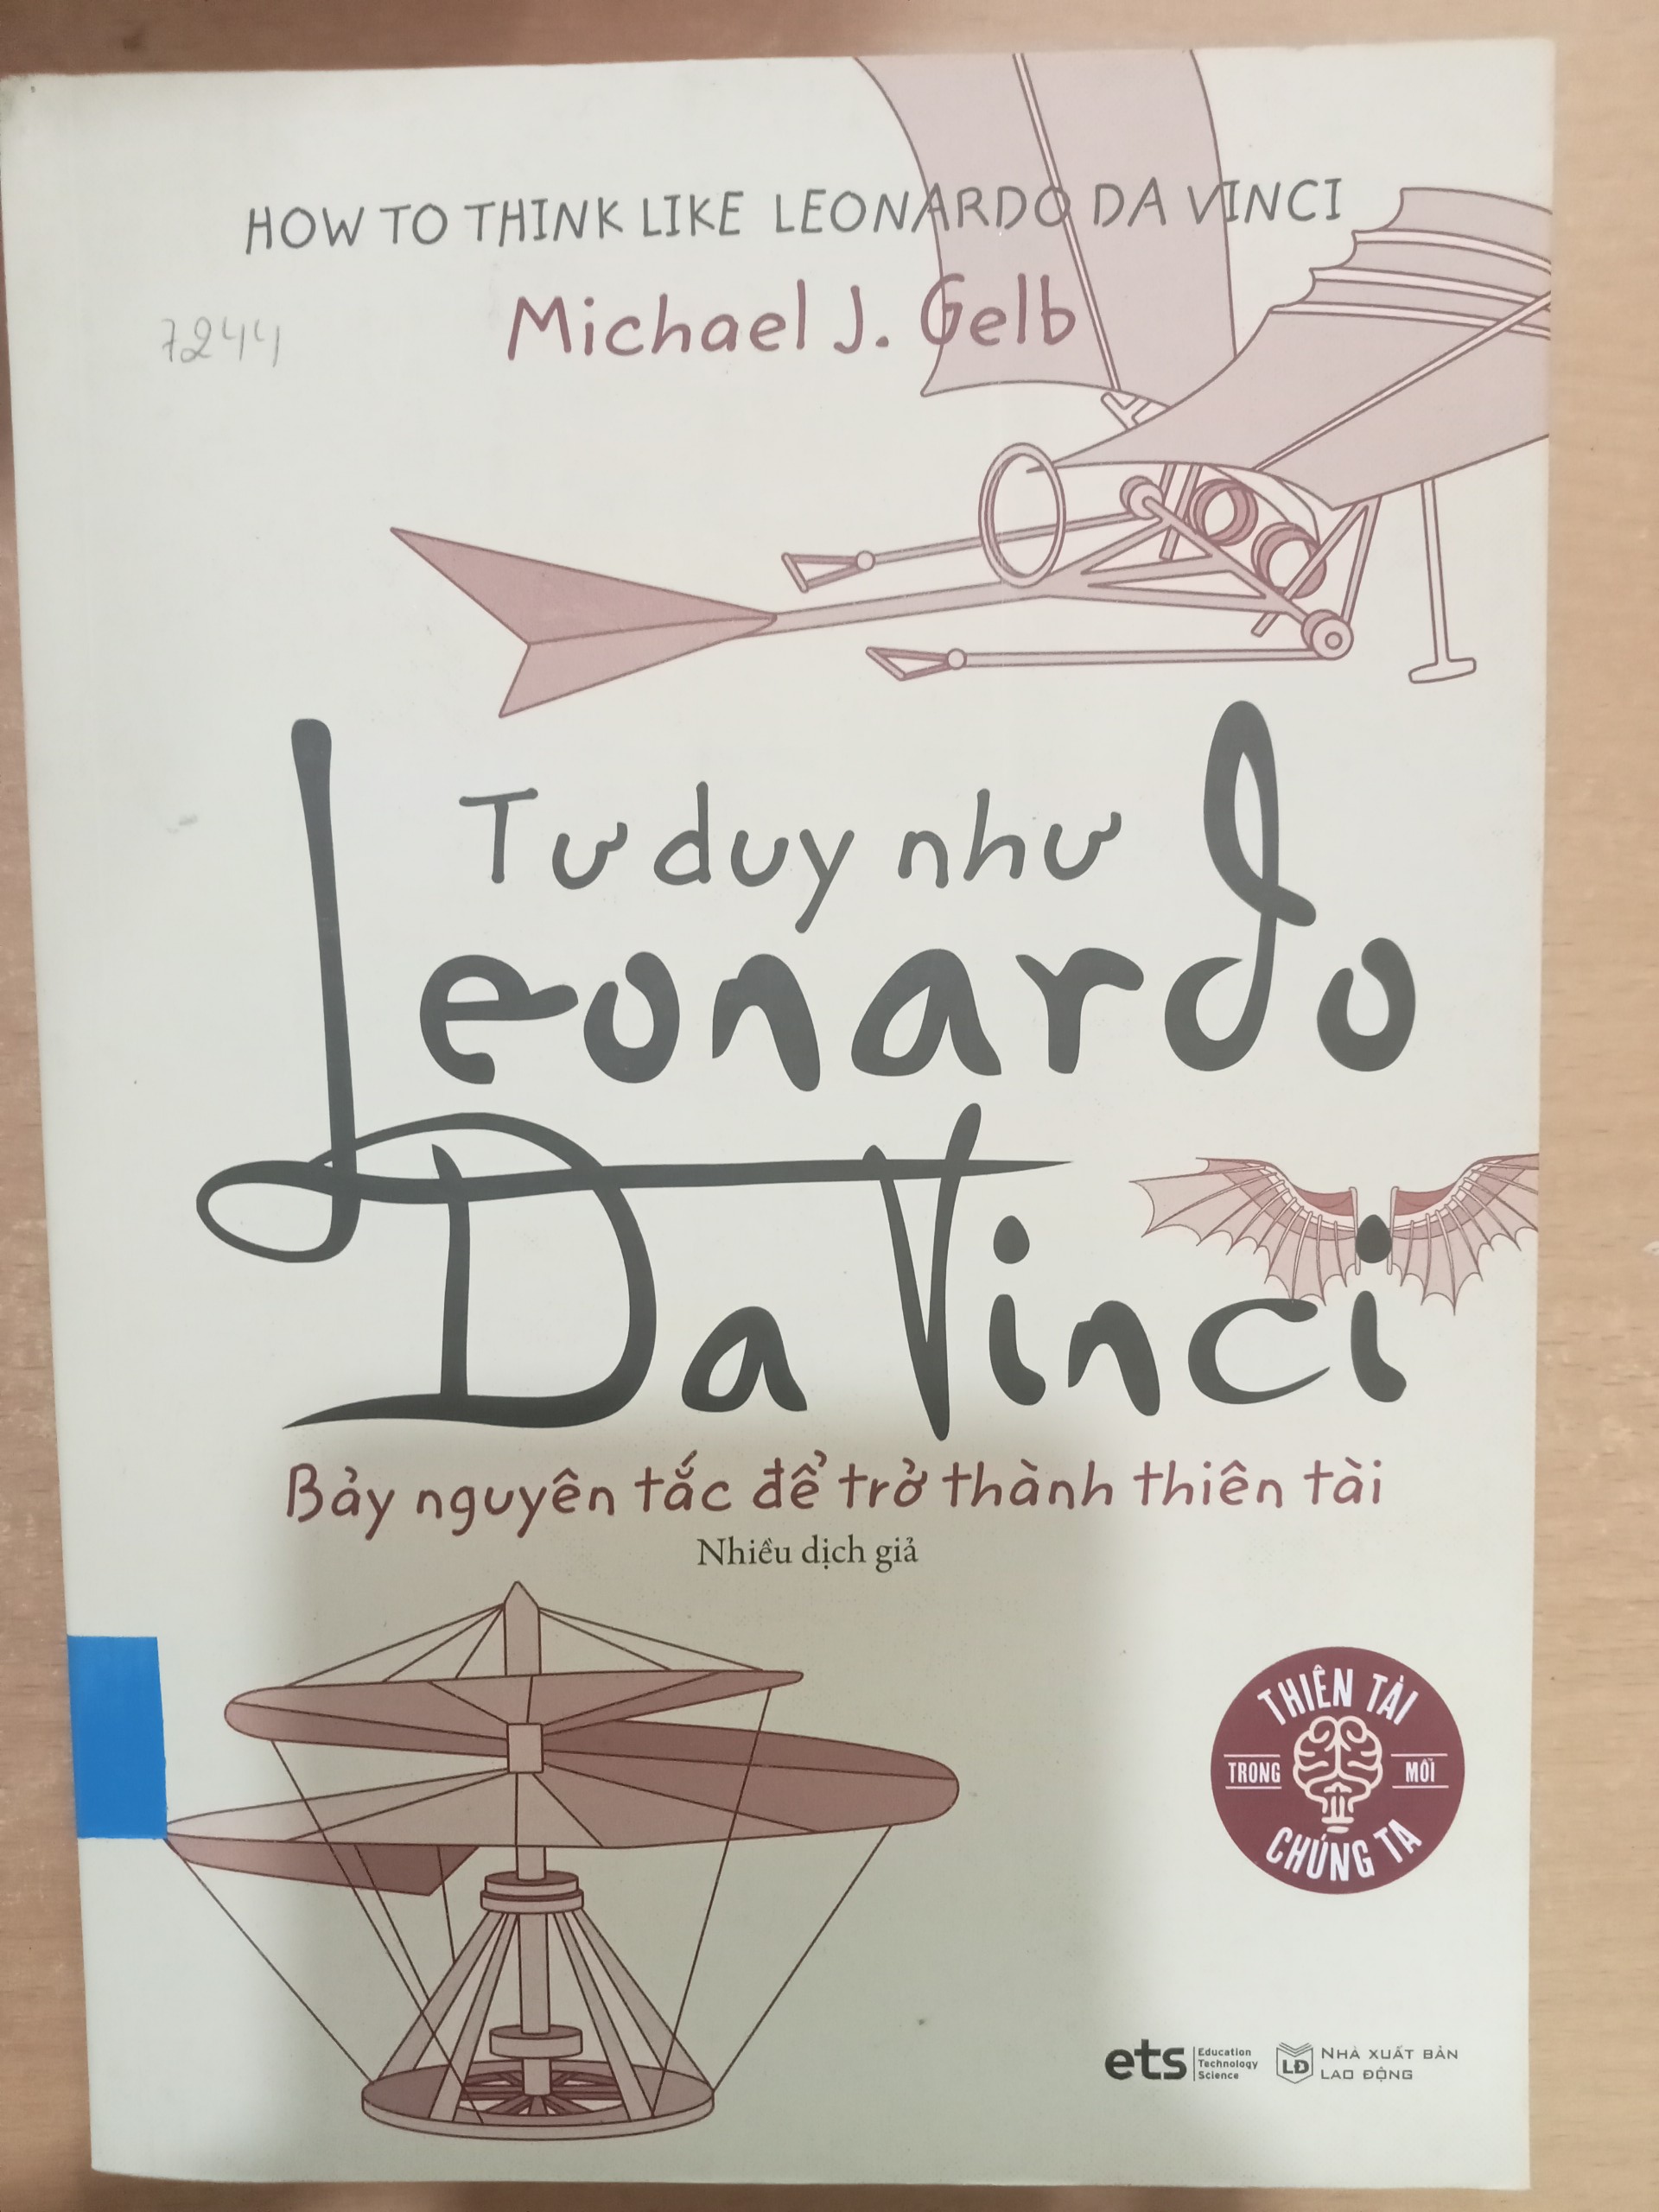 HOW TO THINK LIKE LEONARDO DA VINCI
7244
Michael J. Gelb
Tư duy như
Leonardo
Da Vinci
Bảy nguyên tắc để trở thành thiên tài
Nhiều dịch giả
THIÊN TÀI
TRONG MỖI
CHÚNG TA
ets Education
Technology
Science
LĐ NHÀ XUẤT BẢN
LAO ĐỘNG